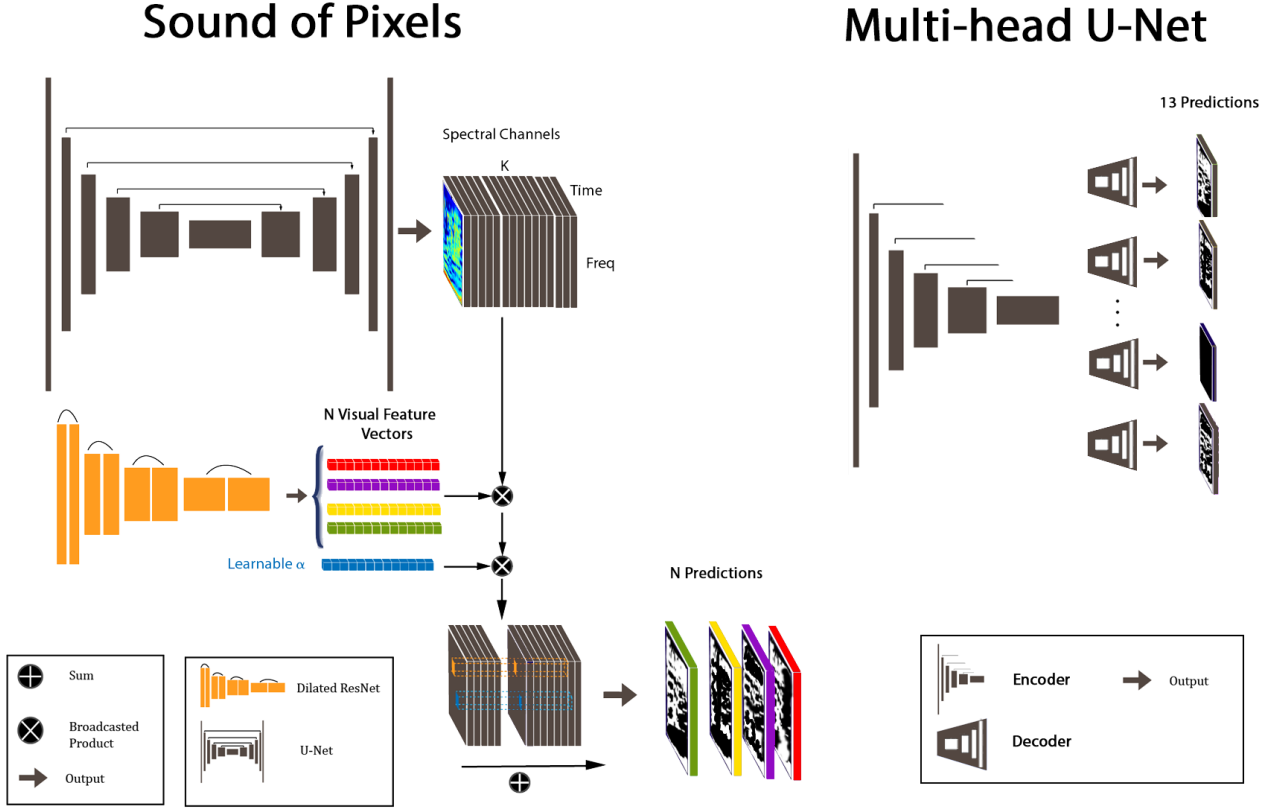 Sound of Pixels
Multi-head U-Net
13 Predictions
Spectral Channels
K
Time
Freq
N Visual Feature
Vectors
Learnable α
N Predictions
Sum
Broadcasted
Product
Output
Dilated ResNet
U-Net
Encoder
Output
Decoder